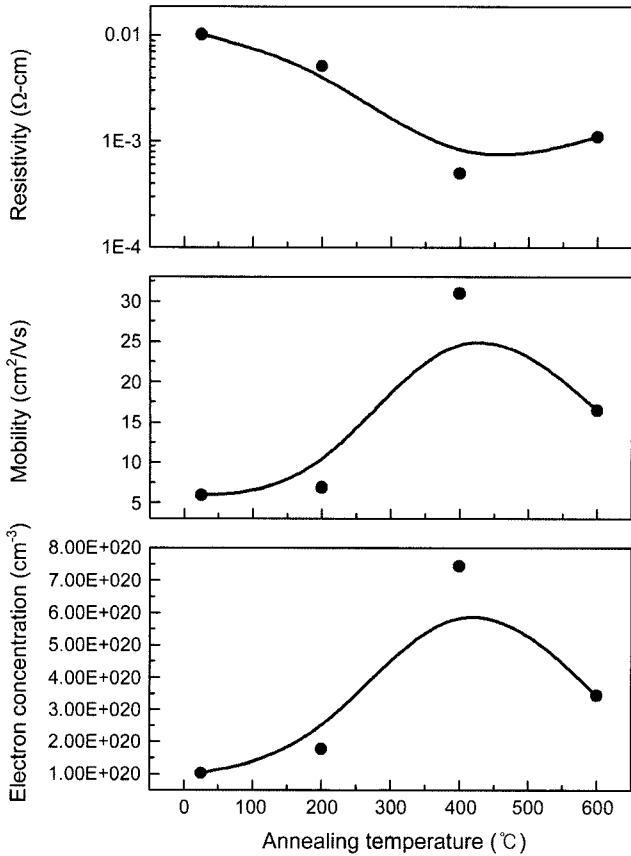 Resistivity (Ω-cm)
0.01
1E-3
1E-4
Mobility (cm²/Vs)
30
25
20
15
10
5
Electron concentration (cm⁻³)
8.00E+020
7.00E+020
6.00E+020
5.00E+020
4.00E+020
3.00E+020
2.00E+020
1.00E+020
0 100 200 300 400 500 600
Annealing temperature (℃)